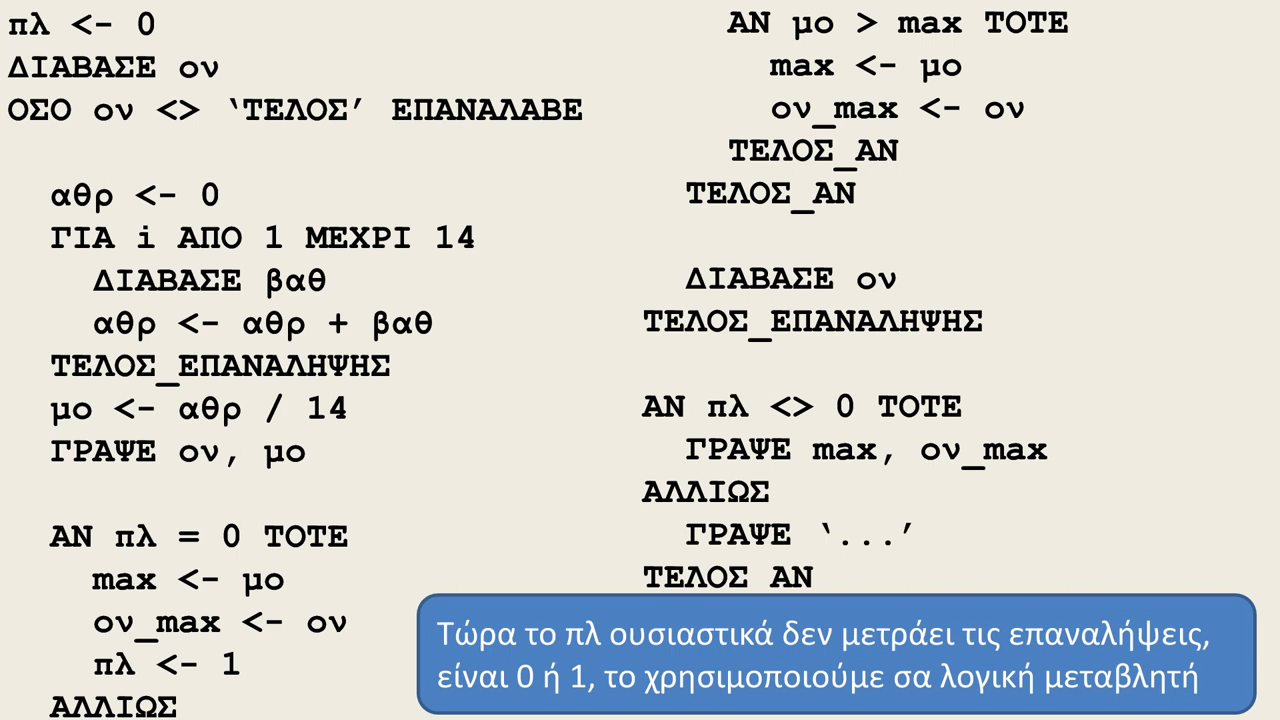 πλ <- 0
ΔΙΑΒΑΣΕ ον
ΟΣΟ ον <> ‘ΤΕΛΟΣ’ ΕΠΑΝΑΛΑΒΕ
αθρ <- 0
ΓΙΑ i ΑΠΟ 1 ΜΕΧΡΙ 14
ΔΙΑΒΑΣΕ βαθ
αθρ <- αθρ + βαθ
ΤΕΛΟΣ_ΕΠΑΝΑΛΗΨΗΣ
μο <- αθρ / 14
ΓΡΑΨΕ ον, μο
ΑΝ πλ = 0 ΤΟΤΕ
max <- μο
ον_max <- ον
πλ <- 1
ΑΛΛΙΩΣ
ΑΝ μο > max ΤΟΤΕ
max <- μο
ον_max <- ον
ΤΕΛΟΣ_ΑΝ
ΤΕΛΟΣ_ΑΝ
ΔΙΑΒΑΣΕ ον
ΤΕΛΟΣ_ΕΠΑΝΑΛΗΨΗΣ
ΑΝ πλ <> 0 ΤΟΤΕ
ΓΡΑΨΕ max, ον_max
ΑΛΛΙΩΣ
ΓΡΑΨΕ ‘...’
ΤΕΛΟΣ ΑΝ
Τώρα το πλ ουσιαστικά δεν μετράει τις επαναλήψεις,
είναι 0 ή 1, το χρησιμοποιούμε σα λογική μεταβλητή